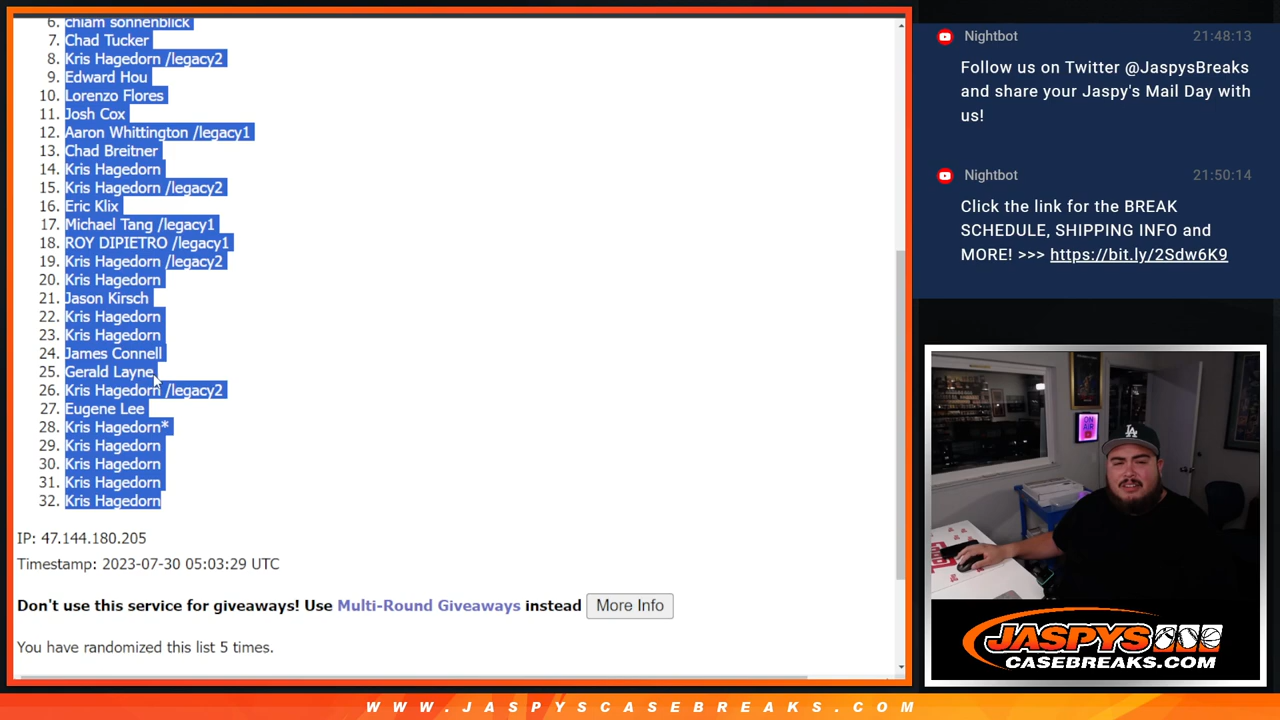 6. chiam sonnenblick
7. Chad Tucker
8. Kris Hagedorn /legacy2
9. Edward Hou
10. Lorenzo Flores
11. Josh Cox
12. Aaron Whittington /legacy1
13. Chad Breitner
14. Kris Hagedorn
15. Kris Hagedorn /legacy2
16. Eric Klix
17. Michael Tang /legacy1
18. ROY DIPIETRO /legacy1
19. Kris Hagedorn /legacy2
20. Kris Hagedorn
21. Jason Kirsch
22. Kris Hagedorn
23. Kris Hagedorn
24. James Connell
25. Gerald Layne
26. Kris Hagedorn /legacy2
27. Eugene Lee
28. Kris Hagedorn*
29. Kris Hagedorn
30. Kris Hagedorn
31. Kris Hagedorn
32. Kris Hagedorn
IP: 47.144.180.205
Timestamp: 2023-07-30 05:03:29 UTC
Don't use this service for giveaways! Use Multi-Round Giveaways instead More Info
You have randomized this list 5 times.
Nightbot 21:48:13
Follow us on Twitter @JaspysBreaks
and share your Jaspy's Mail Day with
us!
Nightbot 21:50:14
Click the link for the BREAK
SCHEDULE, SHIPPING INFO and
MORE! >>> https://bit.ly/2Sdw6K9
ON
AIR
LA
JASPYS
CASEBREAKS.COM
WWW.JASPYSCASEBREAKS.COM